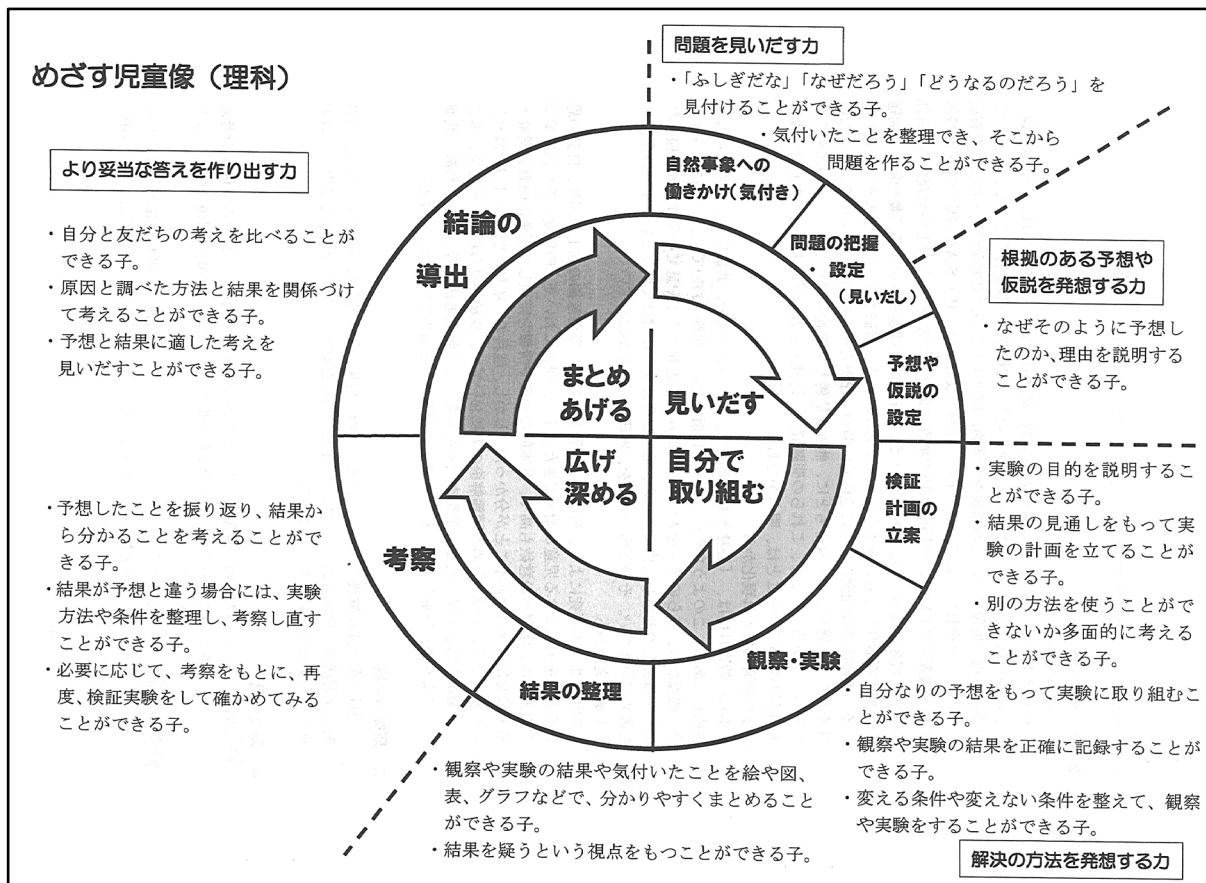 めざす児童像(理科)
問題を見いだす力
・「ふしぎだな」「なぜだろう」「どうなるのだろう」を
見付けることができる子。
・気付いたことを整理でき、そこから
問題を作ることができる子。
より妥当な答えを作り出す力
・自分と友だちの考えを比べることが
できる子。
・原因と調べた方法と結果を関係づけ
て考えることができる子。
・予想と結果に適した考えを
見いだすことができる子。
自然事象への
働きかけ(気付き)
問題の把握
・設定
(見いだし)
根拠のある予想や
仮説を発想する力
・なぜそのように予想し
たのか、理由を説明する
ことができる子。
予想や
仮説の
設定
結論の
導出
まとめ
あげる
見いだす
広げ
深める
自分で
取り組む
検証
計画の
立案
・実験の目的を説明するこ
とができる子。
・結果の見通しをもって実
験の計画を立てることが
できる子。
・別の方法を使うことがで
きないか多面的に考える
ことができる子。
考察
・予想したことを振り返り、結果か
ら分かることを考えることがで
きる子。
・結果が予想と違う場合には、実験
方法や条件を整理し、考察し直す
ことができる子。
・必要に応じて、考察をもとに、再
度、検証実験をして確かめてみる
ことができる子。
観察・実験
結果の整理
・自分なりの予想をもって実験に取り組むこ
とができる子。
・観察や実験の結果を正確に記録することが
できる子。
・変える条件や変えない条件を整えて、観察
や実験をすることができる子。
・観察や実験の結果や気付いたことを絵や図、
表、グラフなどで、分かりやすくまとめること
ができる子。
・結果を疑うという視点をもつことができる子。
解決の方法を発想する力